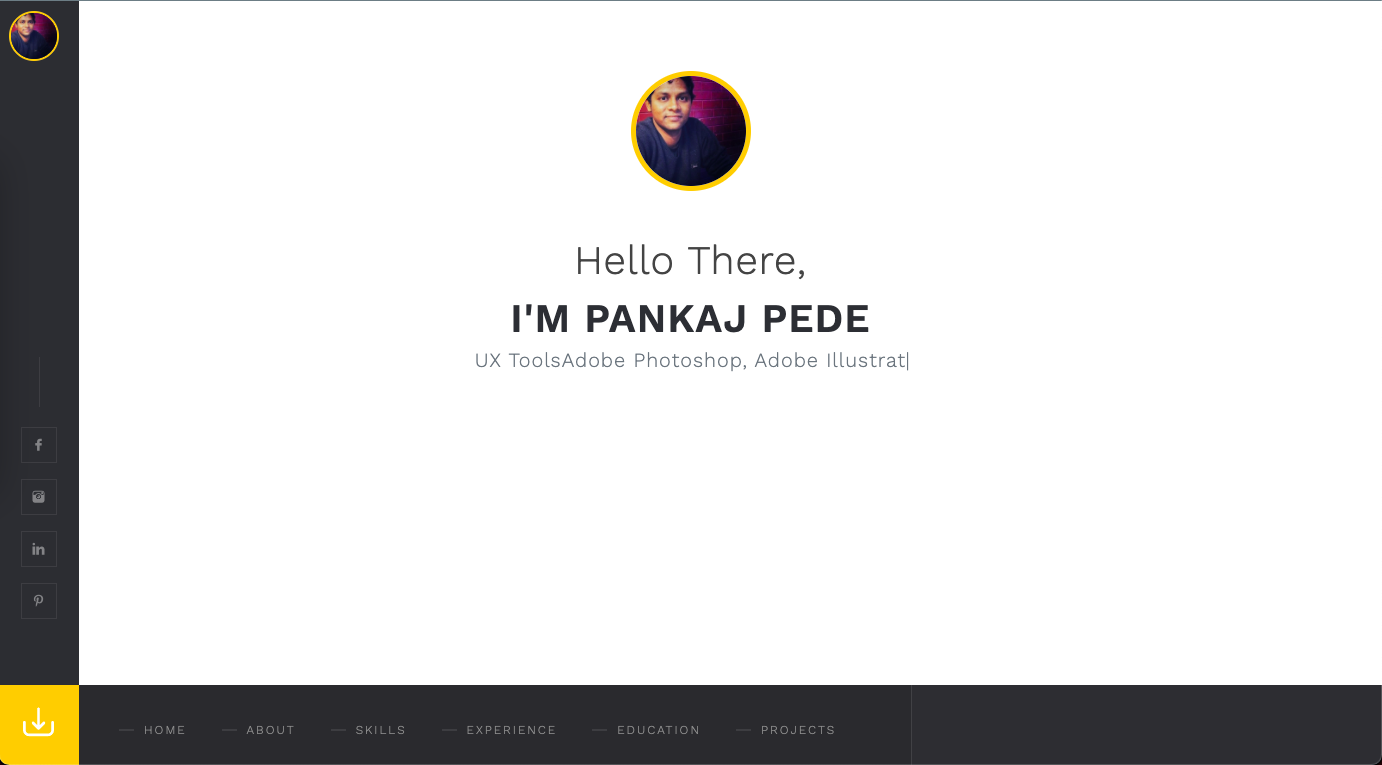 Hello There,
I'M PANKAJ PEDE
UX ToolsAdobe Photoshop, Adobe Illustrat|
HOME ABOUT SKILLS EXPERIENCE EDUCATION PROJECTS